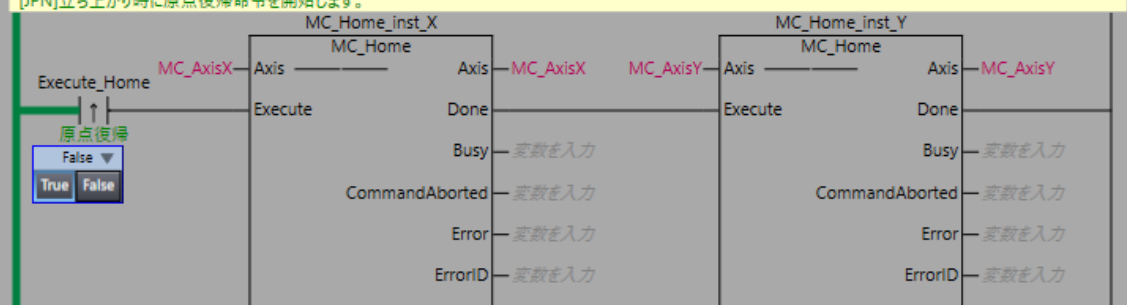 [JPN]立ち上がり時に原点復帰命令を開始します。
MC_Home_inst_X
MC_Home
MC_AxisX
Axis
Axis
MC_AxisX
Execute_Home
↑
原点復帰
Execute
Done
False ▼
True
False
Busy
変数を入力
CommandAborted
変数を入力
Error
変数を入力
ErrorID
変数を入力
MC_Home_inst_Y
MC_Home
MC_AxisY
Axis
Axis
MC_AxisY
Execute
Done
Busy
変数を入力
CommandAborted
変数を入力
Error
変数を入力
ErrorID
変数を入力